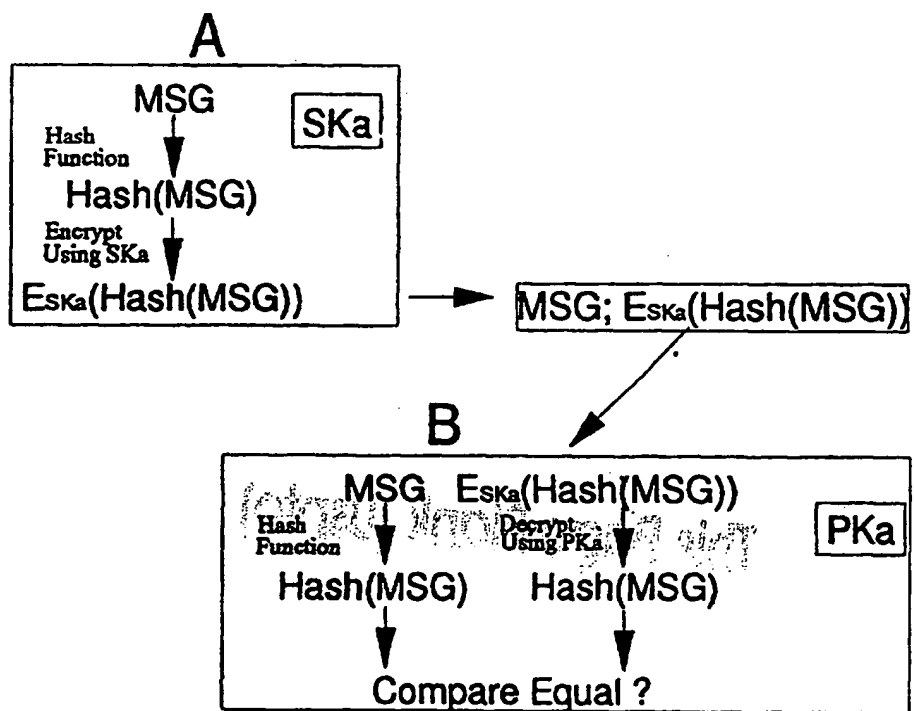 A
MSG
SKa
Hash
Function
Hash(MSG)
Encrypt
Using SKa
ESKa(Hash(MSG))
MSG; ESKa(Hash(MSG))
B
MSG ESKa(Hash(MSG))
Hash
Function
Decrypt
Using PKa
PKa
Hash(MSG) Hash(MSG)
Compare Equal ?